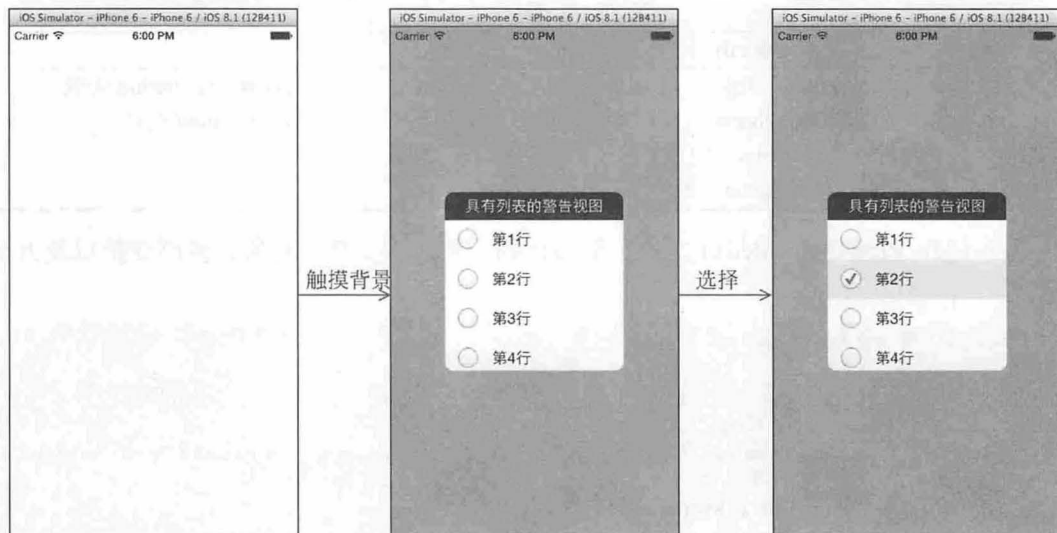 iOS Simulator - iPhone 6 - iPhone 6 / iOS 8.1 (12B411)
Carrier 6:00 PM
触摸背景
iOS Simulator - iPhone 6 - iPhone 6 / iOS 8.1 (12B411)
Carrier 6:00 PM
具有列表的警告视图
第1行
第2行
第3行
第4行
选择
iOS Simulator - iPhone 6 - iPhone 6 / iOS 8.1 (12B411)
Carrier 6:00 PM
具有列表的警告视图
第1行
第2行
第3行
第4行